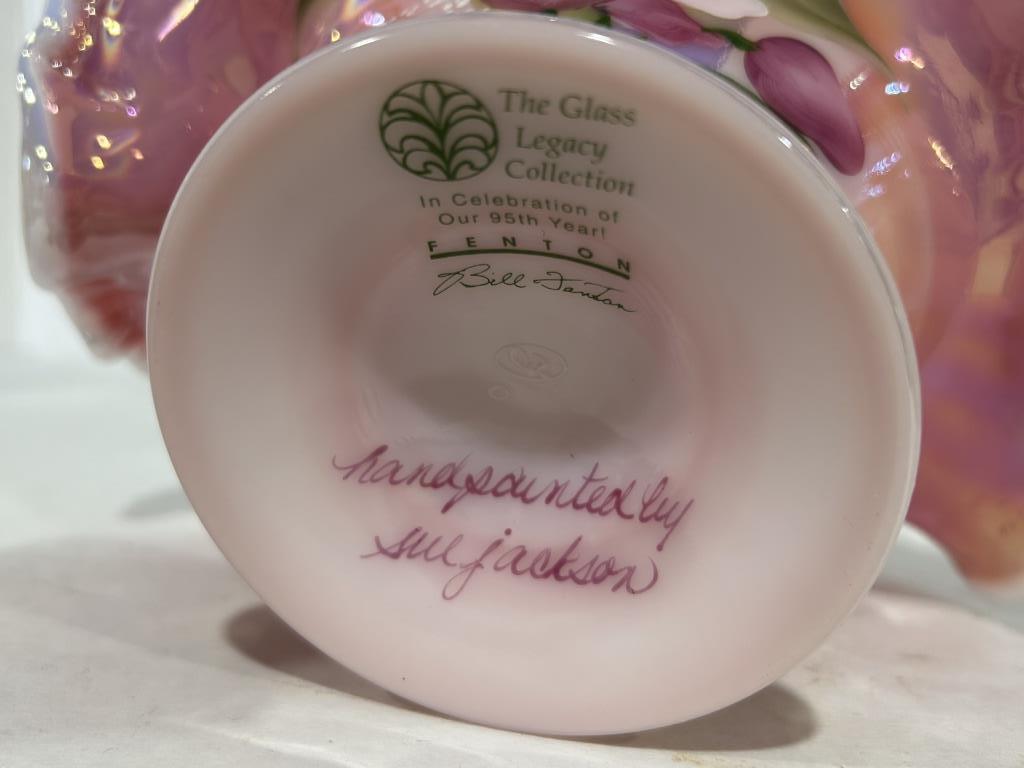 The Glass
Legacy
Collection
In Celebration of
Our 95th Year!
FENTON
Bill Fenton
handpainted by
sue jackson